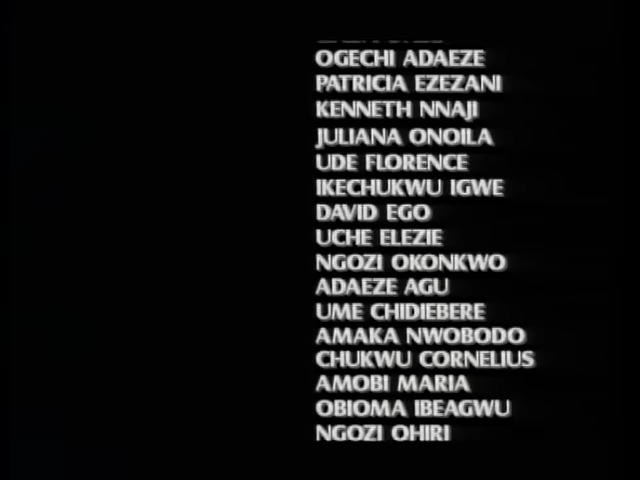 OGECHI ADAEZE
PATRICIA EZEZANI
KENNETH NNAJI
JULIANA ONOILA
UDE FLORENCE
IKECHUKWU IGWE
DAVID EGO
UCHE ELEZIE
NGOZI OKONKWO
ADAEZE AGU
UME CHIDIEBERE
AMAKA NWOBODO
CHUKWU CORNELIUS
AMOBI MARIA
OBIOMA IBEAGWU
NGOZI OHIRI